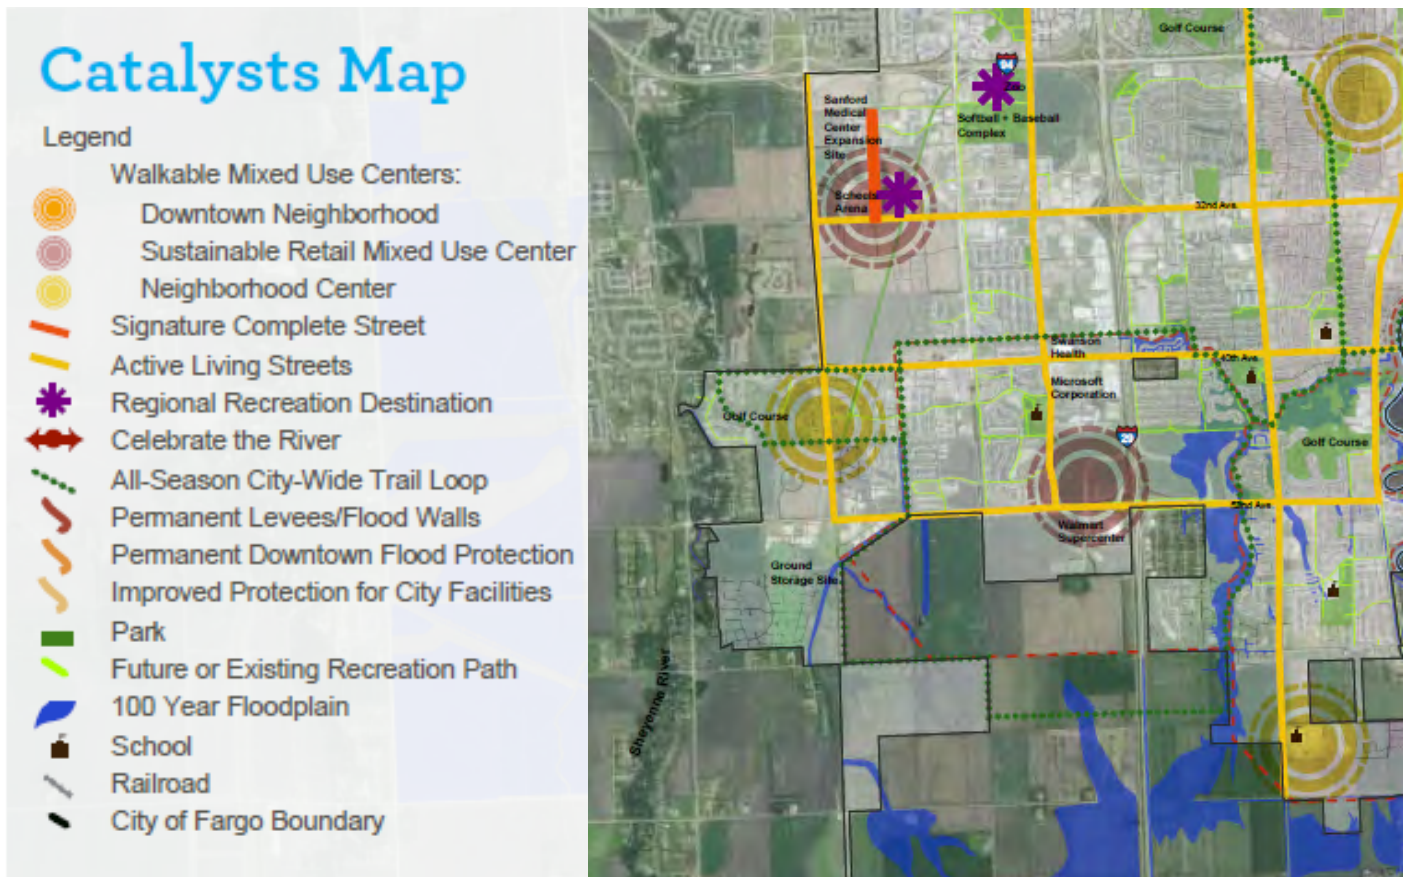 Catalysts Map
Legend
Walkable Mixed Use Centers:
Downtown Neighborhood
Sustainable Retail Mixed Use Center
Neighborhood Center
Signature Complete Street
Active Living Streets
Regional Recreation Destination
Celebrate the River
All-Season City-Wide Trail Loop
Permanent Levees/Flood Walls
Permanent Downtown Flood Protection
Improved Protection for City Facilities
Park
Future or Existing Recreation Path
100 Year Floodplain
School
Railroad
City of Fargo Boundary
Golf Course
94
Sanford
Medical
Center
Expansion
Site
Softball + Baseball
Complex
Scheels
Arena
32nd Ave.
Swanson
Health
40th Ave.
Microsoft
Corporation
Golf Course
29
Golf Course
52nd Ave.
Walmart
Supercenter
Ground
Storage Site
Sheyenne River